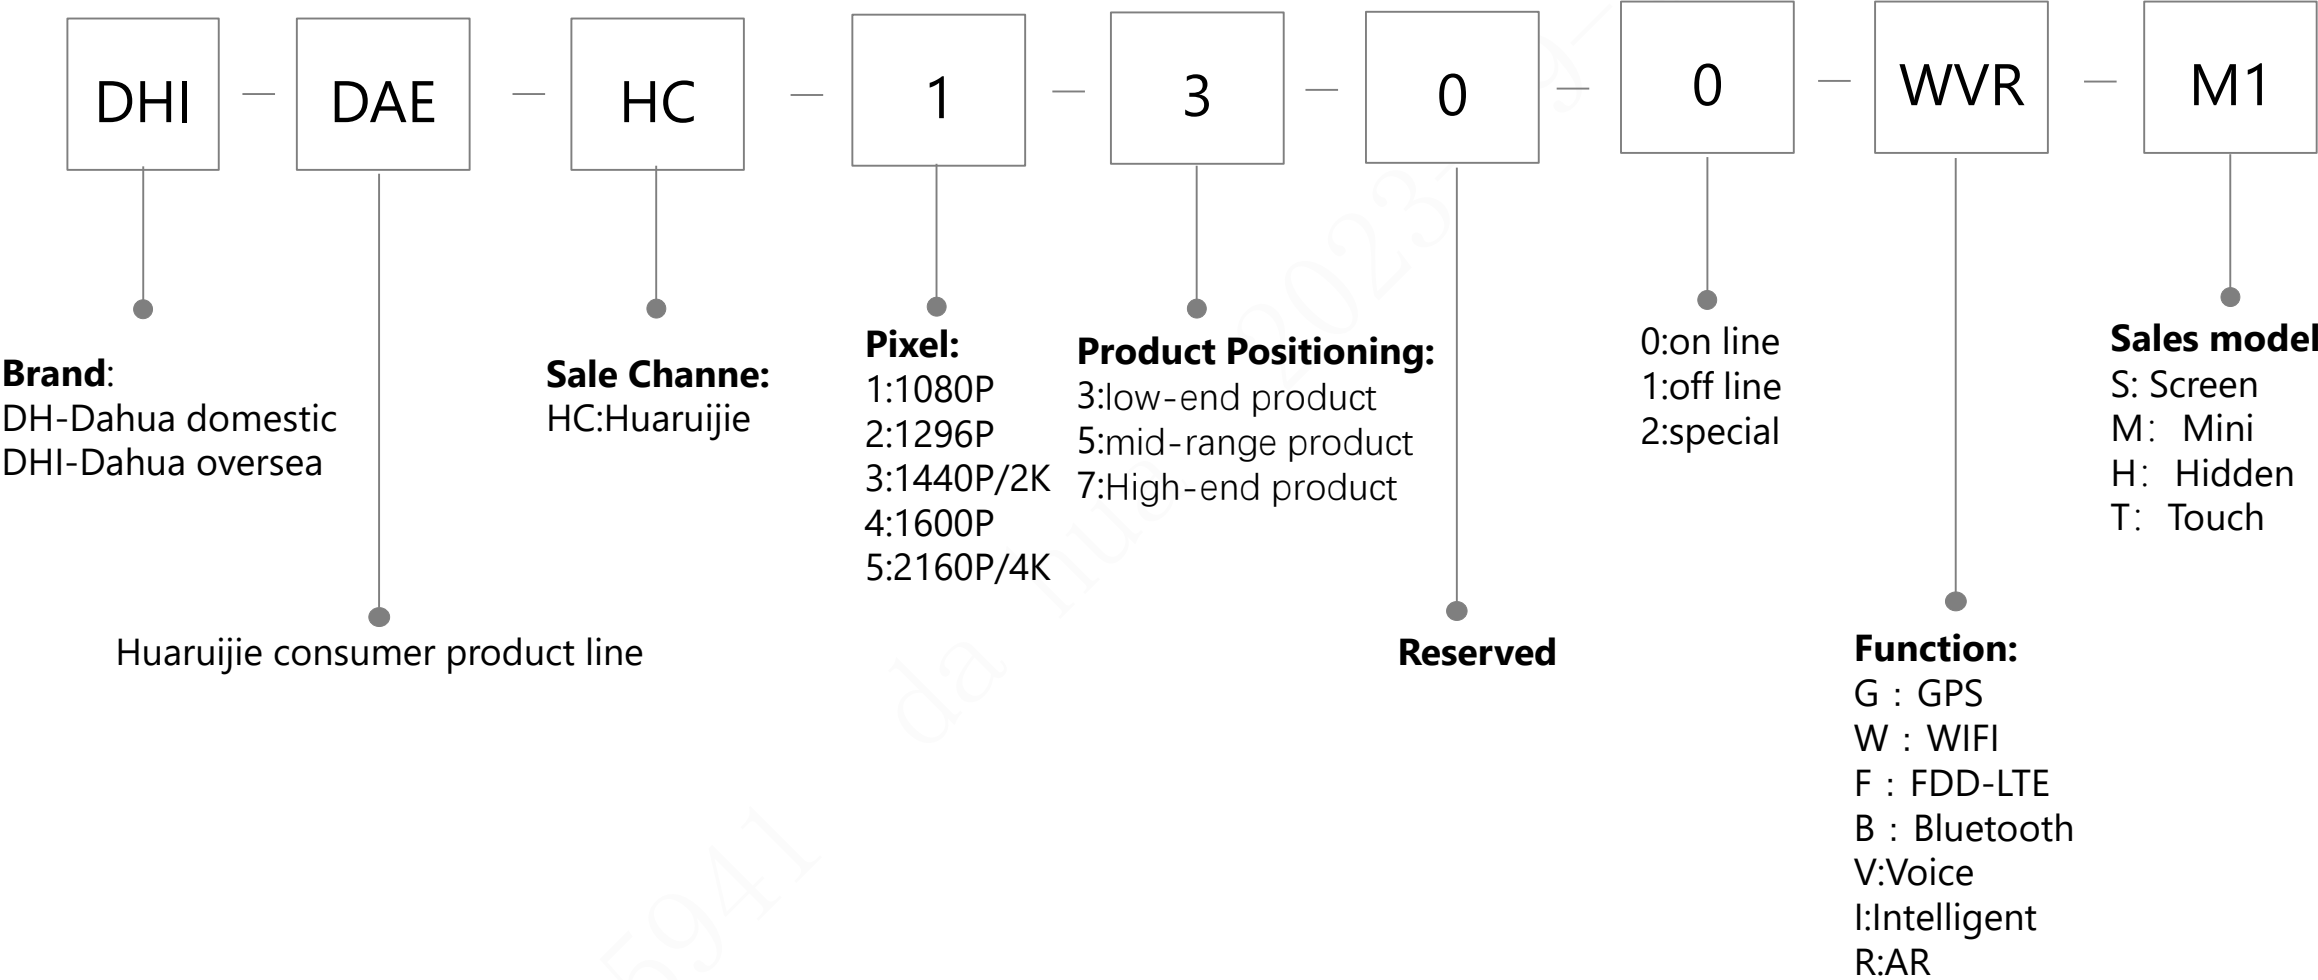 DHI — DAE — HC — 1 — 3 — 0 — 0 — WVR — M1
Brand:
DH-Dahua domestic
DHI-Dahua oversea
Huaruijie consumer product line
Sale Channe:
HC:Huaruijie
Pixel:
1:1080P
2:1296P
3:1440P/2K
4:1600P
5:2160P/4K
Product Positioning:
3:low-end product
5:mid-range product
7:High-end product
Reserved
0:on line
1:off line
2:special
Function:
G：GPS
W：WIFI
F：FDD-LTE
B：Bluetooth
V:Voice
I:Intelligent
R:AR
Sales model
S: Screen
M： Mini
H： Hidden
T： Touch